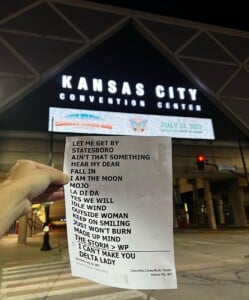 KANSAS CITY
CONVENTION CENTER
LET ME GET BY
STATESBORO
AIN'T THAT SOMETHING
HEAR MY DEAR
FALL IN
I AM THE MOON
MOJO
LA DI DA
YES WE WILL
IDLE WIND
OUTSIDE WOMAN
KEEP ON SMILING
JUST WON'T BURN
MADE UP MIND
THE STORM > WP
I CAN'T MAKE YOU
DELTA LADY